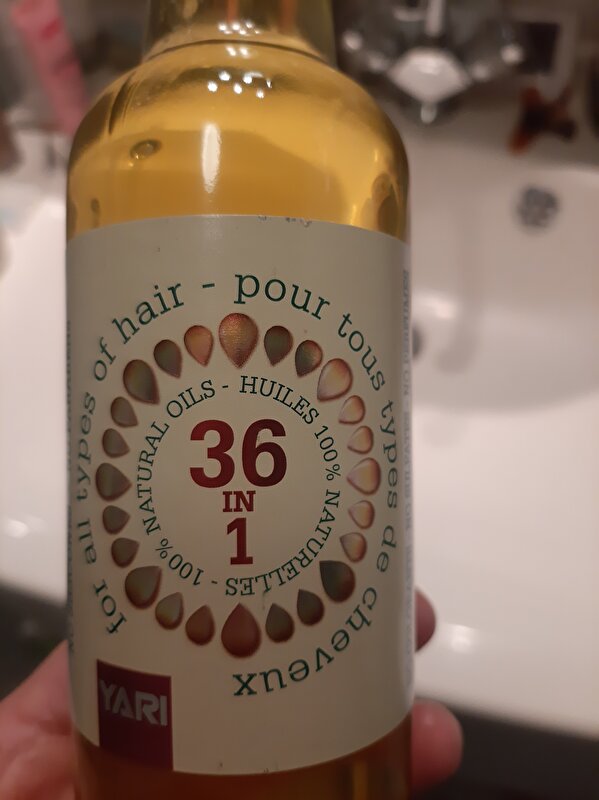 for all types of hair - pour tous types de cheveux
100% NATURAL OILS - HUILES 100% NATURELLES -
36
IN
1
YARI